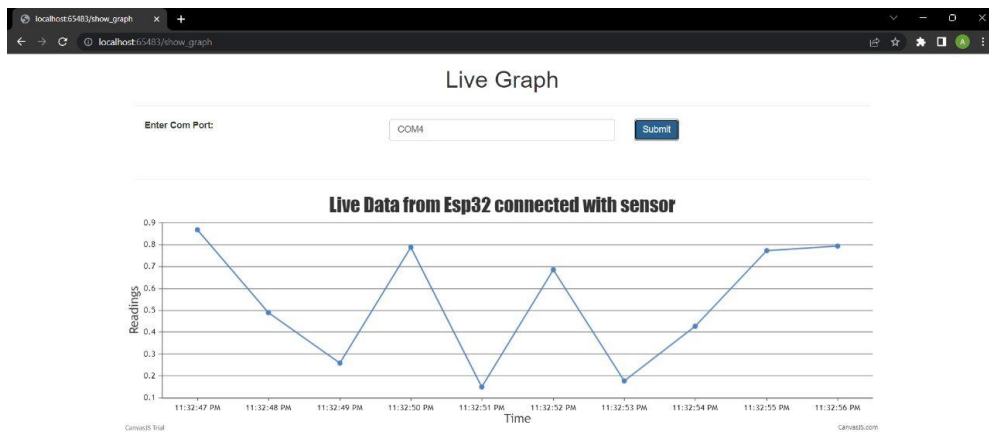 localhost:65483/show_graph
localhost:65483/show_graph
A
Live Graph
Enter Com Port:
COM4
Submit
Live Data from Esp32 connected with sensor
0.9
0.8
0.7
0.6
0.5
0.4
0.3
0.2
0.1
Readings
11:32:47 PM 11:32:48 PM 11:32:49 PM 11:32:50 PM 11:32:51 PM 11:32:52 PM 11:32:53 PM 11:32:54 PM 11:32:55 PM 11:32:56 PM
Time
CanvasJS Trial
CanvasJS.com